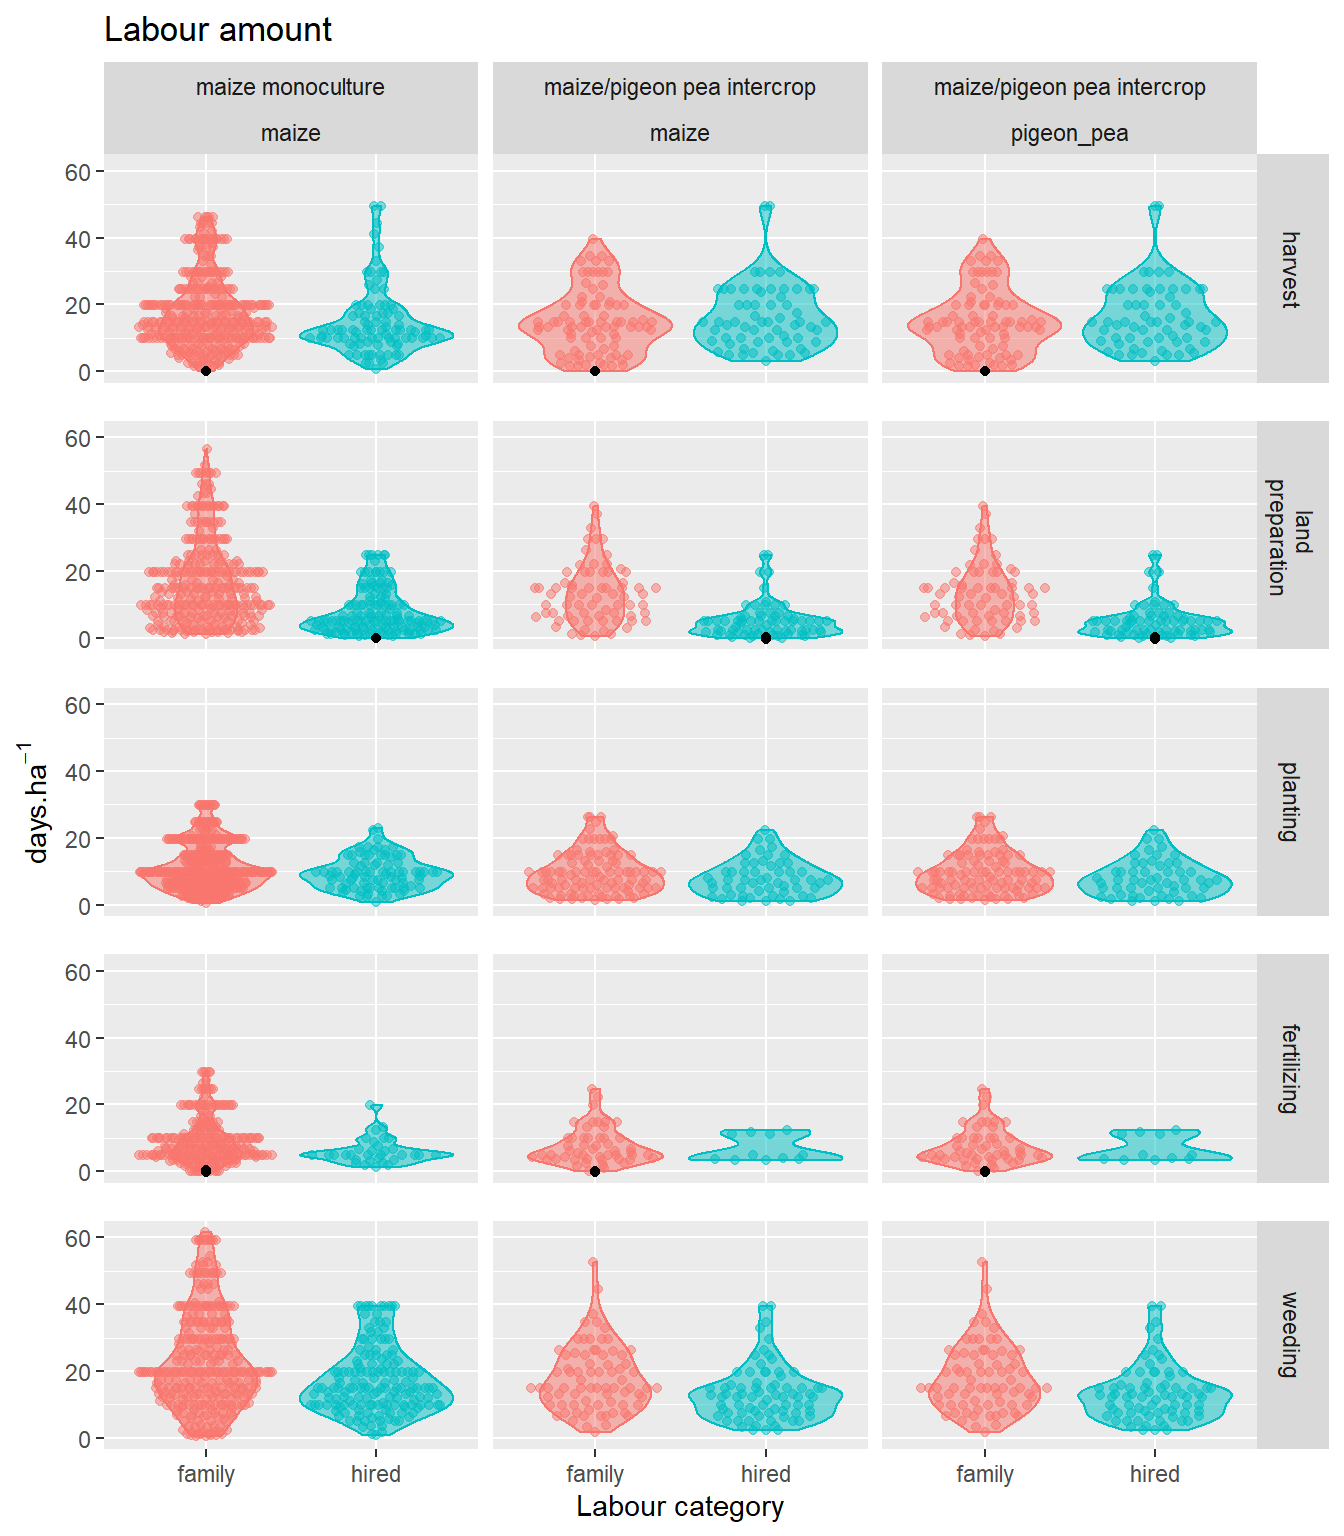 Labour amount
maize monoculture
maize
maize/pigeon pea intercrop
maize
maize/pigeon pea intercrop
pigeon_pea
60
40
20
0
harvest
60
40
20
0
land
preparation
60
40
20
0
planting
60
40
20
0
fertilizing
60
40
20
0
weeding
days.ha⁻¹
family
hired
family
hired
family
hired
Labour category